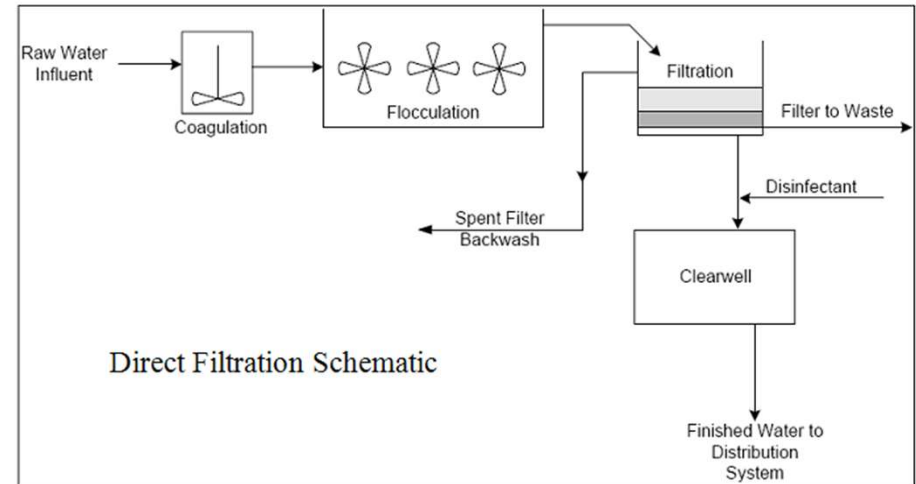 Raw Water
Influent
Coagulation
Flocculation
Filtration
Filter to Waste
Disinfectant
Spent Filter
Backwash
Clearwell
Direct Filtration Schematic
Finished Water to
Distribution
System